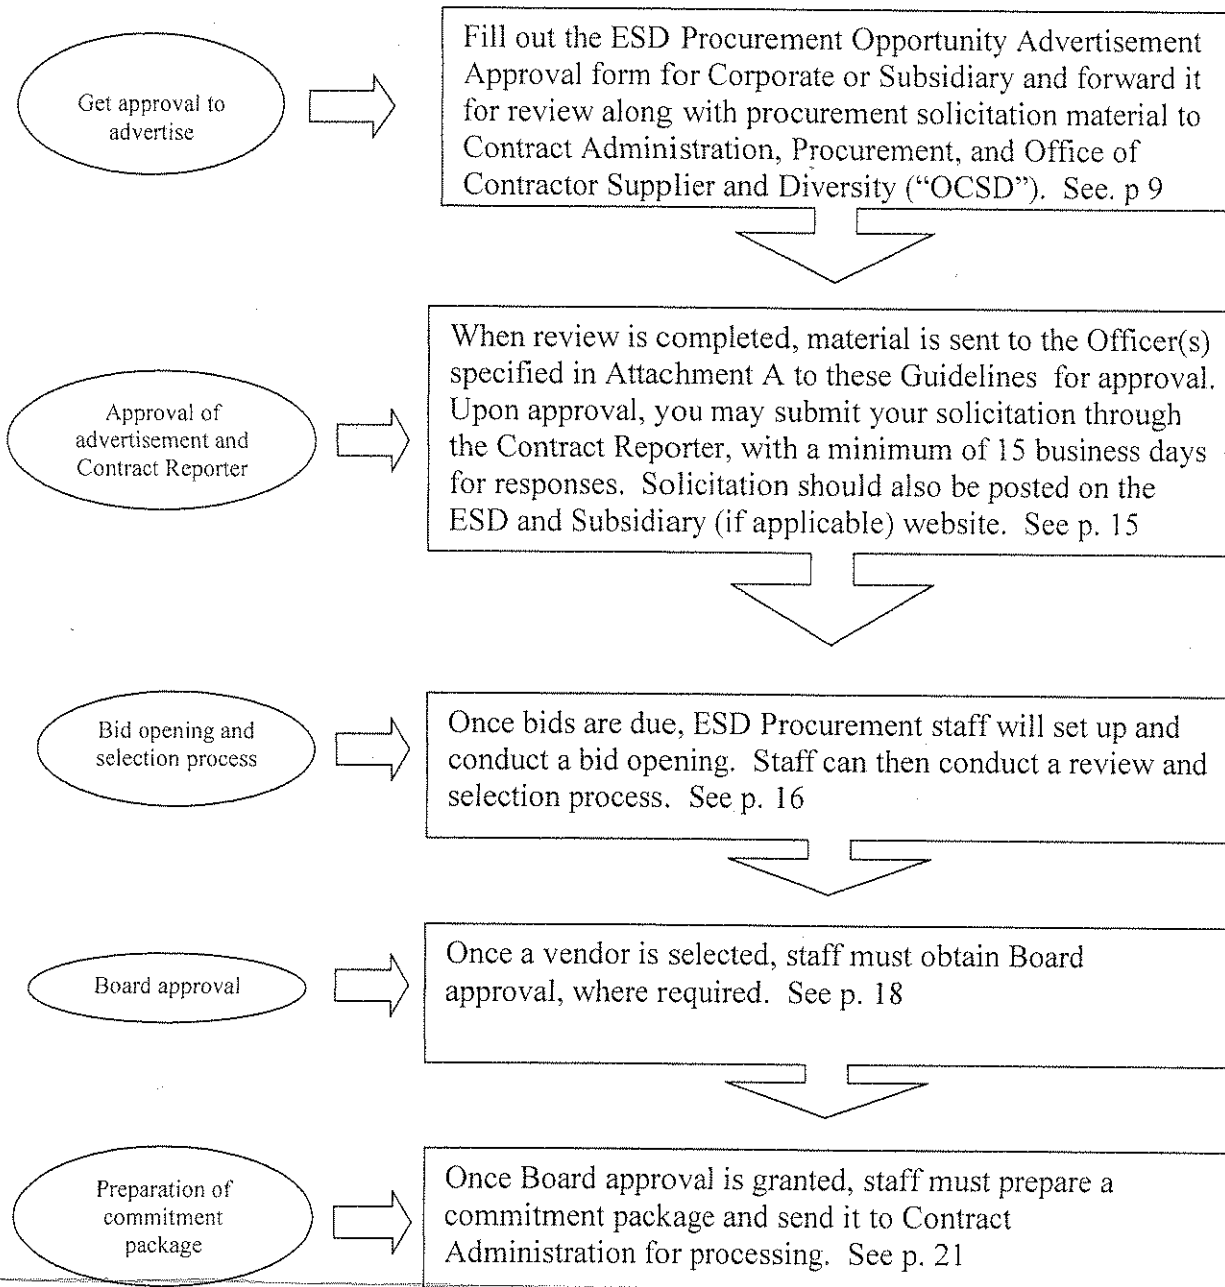 Get approval to
advertise
Fill out the ESD Procurement Opportunity Advertisement
Approval form for Corporate or Subsidiary and forward it
for review along with procurement solicitation material to
Contract Administration, Procurement, and Office of
Contractor Supplier and Diversity (“OCSD”). See. p 9
Approval of
advertisement and
Contract Reporter
When review is completed, material is sent to the Officer(s)
specified in Attachment A to these Guidelines for approval.
Upon approval, you may submit your solicitation through
the Contract Reporter, with a minimum of 15 business days
for responses. Solicitation should also be posted on the
ESD and Subsidiary (if applicable) website. See p. 15
Bid opening and
selection process
Once bids are due, ESD Procurement staff will set up and
conduct a bid opening. Staff can then conduct a review and
selection process. See p. 16
Board approval
Once a vendor is selected, staff must obtain Board
approval, where required. See p. 18
Preparation of
commitment
package
Once Board approval is granted, staff must prepare a
commitment package and send it to Contract
Administration for processing. See p. 21